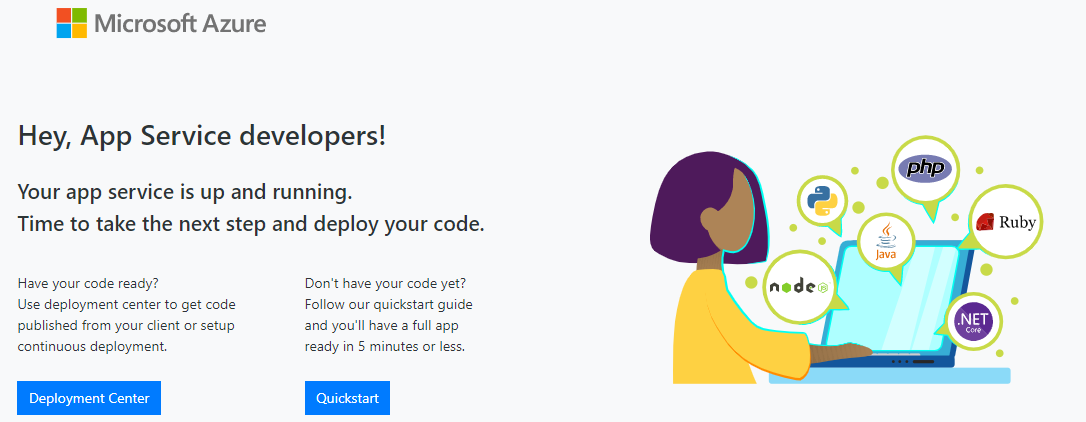 Microsoft Azure
Hey, App Service developers!
Your app service is up and running.
Time to take the next step and deploy your code.
Have your code ready?
Use deployment center to get code
published from your client or setup
continuous deployment.
Deployment Center
Don't have your code yet?
Follow our quickstart guide
and you'll have a full app
ready in 5 minutes or less.
Quickstart
php
Ruby
Java
node
JS
.NET
Core